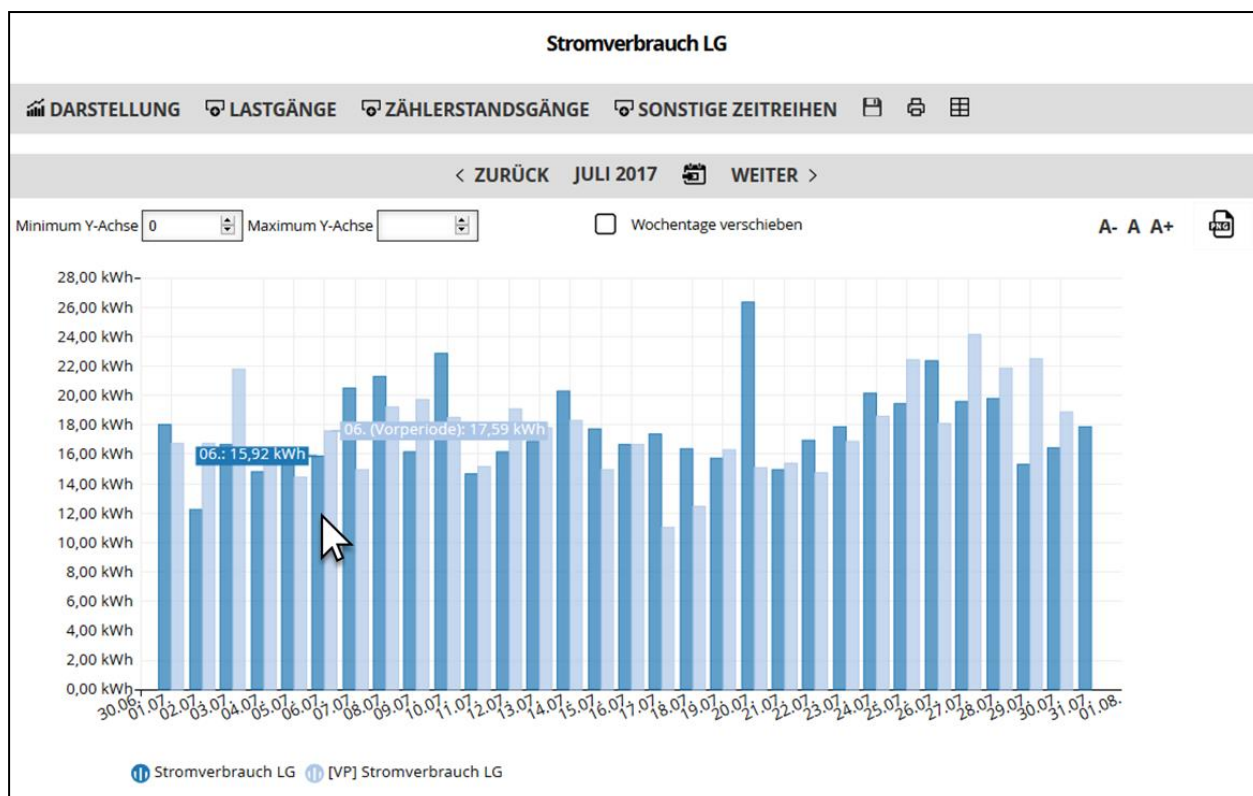 Stromverbrauch LG
DARSTELLUNG LASTGÄNGE ZÄHLERSTANDSGÄNGE SONSTIGE ZEITREIHEN
< ZURÜCK JULI 2017 WEITER >
Minimum Y-Achse 0 Maximum Y-Achse Wochentage verschieben A- A A+ PNG
28,00 kWh
26,00 kWh
24,00 kWh
22,00 kWh
20,00 kWh
18,00 kWh
06. (Vorperiode): 17,59 kWh
16,00 kWh
06.: 15,92 kWh
14,00 kWh
12,00 kWh
10,00 kWh
8,00 kWh
6,00 kWh
4,00 kWh
2,00 kWh
0,00 kWh
30.06. 01.07. 02.07. 03.07. 04.07. 05.07. 06.07. 07.07. 08.07. 09.07. 10.07. 11.07. 12.07. 13.07. 14.07. 15.07. 16.07. 17.07. 18.07. 19.07. 20.07. 21.07. 22.07. 23.07. 24.07. 25.07. 26.07. 27.07. 28.07. 29.07. 30.07. 31.07. 01.08.
Stromverbrauch LG [VP] Stromverbrauch LG